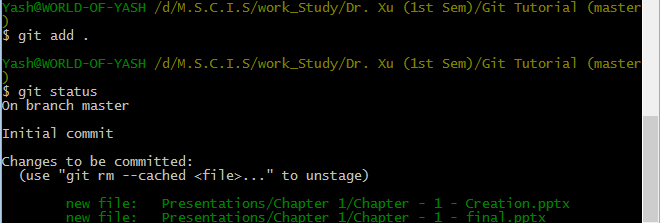 Yash@WORLD-OF-YASH /d/M.S.C.I.S/work_Study/Dr. Xu (1st Sem)/Git Tutorial (master
)
$ git add .
Yash@WORLD-OF-YASH /d/M.S.C.I.S/work_Study/Dr. Xu (1st Sem)/Git Tutorial (master
)
$ git status
On branch master
Initial commit
Changes to be committed:
(use "git rm --cached <file>..." to unstage)
new file: Presentations/Chapter 1/Chapter - 1 - Creation.pptx
new file: Presentations/Chapter 1/Chapter - 1 - final.pptx